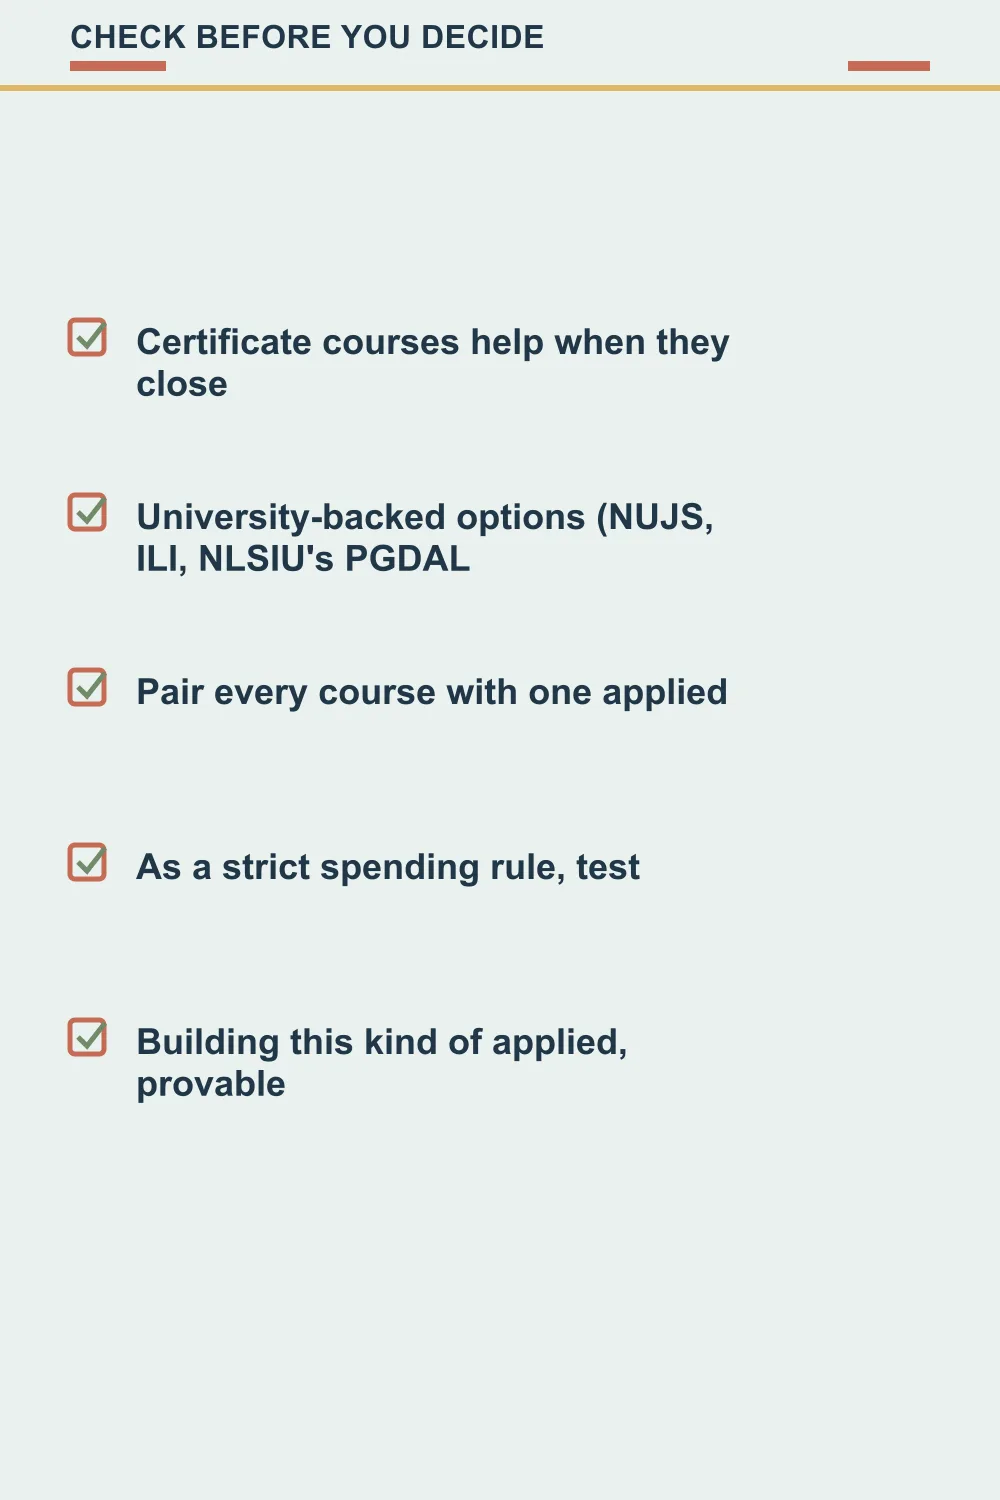 CHECK BEFORE YOU DECIDE
Certificate courses help when they
close
University-backed options (NUJS,
ILI, NLSIU's PGDAL
Pair every course with one applied
As a strict spending rule, test
Building this kind of applied,
provable